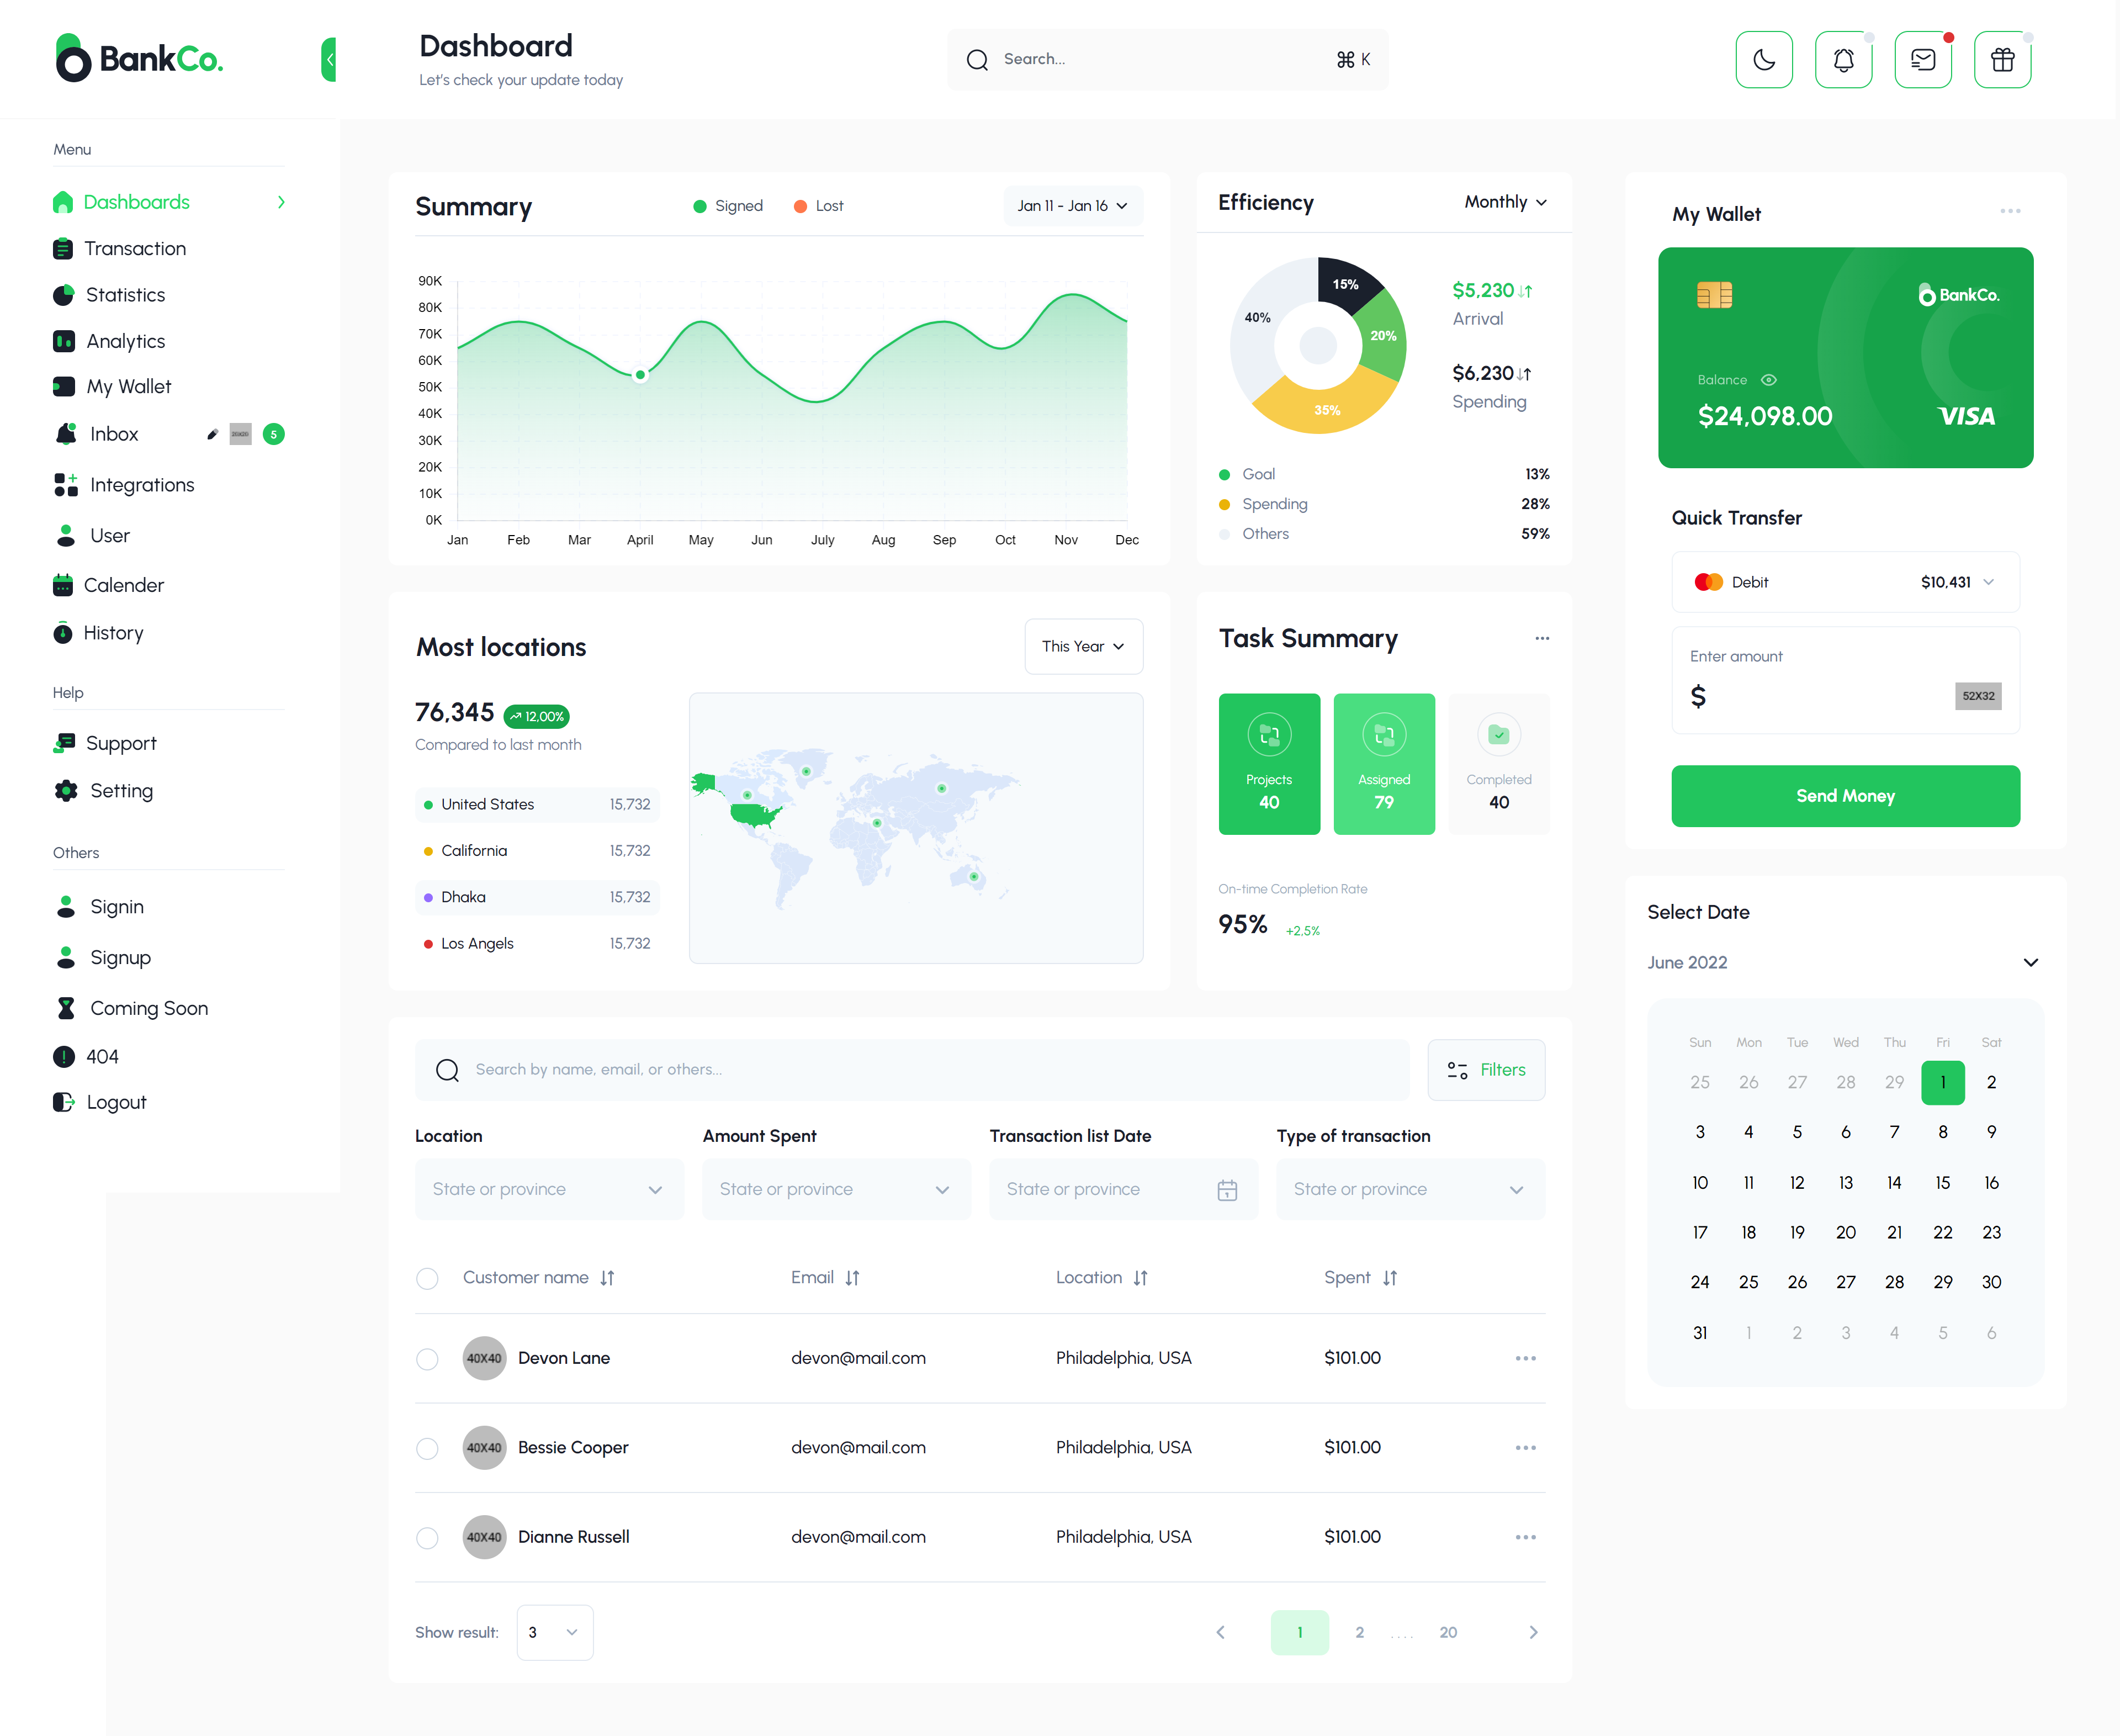 BankCo.
Dashboard
Let's check your update today
Search...
⌘ K
Menu
Dashboards
Transaction
Statistics
Analytics
My Wallet
Inbox
5
Integrations
User
Calender
History
Help
Support
Setting
Others
Signin
Signup
Coming Soon
404
Logout
Summary
Signed
Lost
Jan 11 - Jan 16
90K
80K
70K
60K
50K
40K
30K
20K
10K
0K
Jan Feb Mar April May Jun July Aug Sep Oct Nov Dec
Efficiency
Monthly
15%
20%
35%
40%
$5,230
Arrival
$6,230
Spending
Goal 13%
Spending 28%
Others 59%
My Wallet
BankCo.
Balance
$24,098.00
VISA
Quick Transfer
Debit $10,431
Enter amount
$
52X32
Send Money
Most locations
This Year
76,345
12,00%
Compared to last month
United States 15,732
California 15,732
Dhaka 15,732
Los Angels 15,732
Task Summary
Projects
40
Assigned
79
Completed
40
On-time Completion Rate
95% +2,5%
Select Date
June 2022
Sun Mon Tue Wed Thu Fri Sat
25 26 27 28 29 1 2
3 4 5 6 7 8 9
10 11 12 13 14 15 16
17 18 19 20 21 22 23
24 25 26 27 28 29 30
31 1 2 3 4 5 6
Search by name, email, or others...
Filters
Location
State or province
Amount Spent
State or province
Transaction list Date
State or province
Type of transaction
State or province
Customer name Email Location Spent
40X40 Devon Lane devon@mail.com Philadelphia, USA $101.00
40X40 Bessie Cooper devon@mail.com Philadelphia, USA $101.00
40X40 Dianne Russell devon@mail.com Philadelphia, USA $101.00
Show result: 3
1 2 .... 20